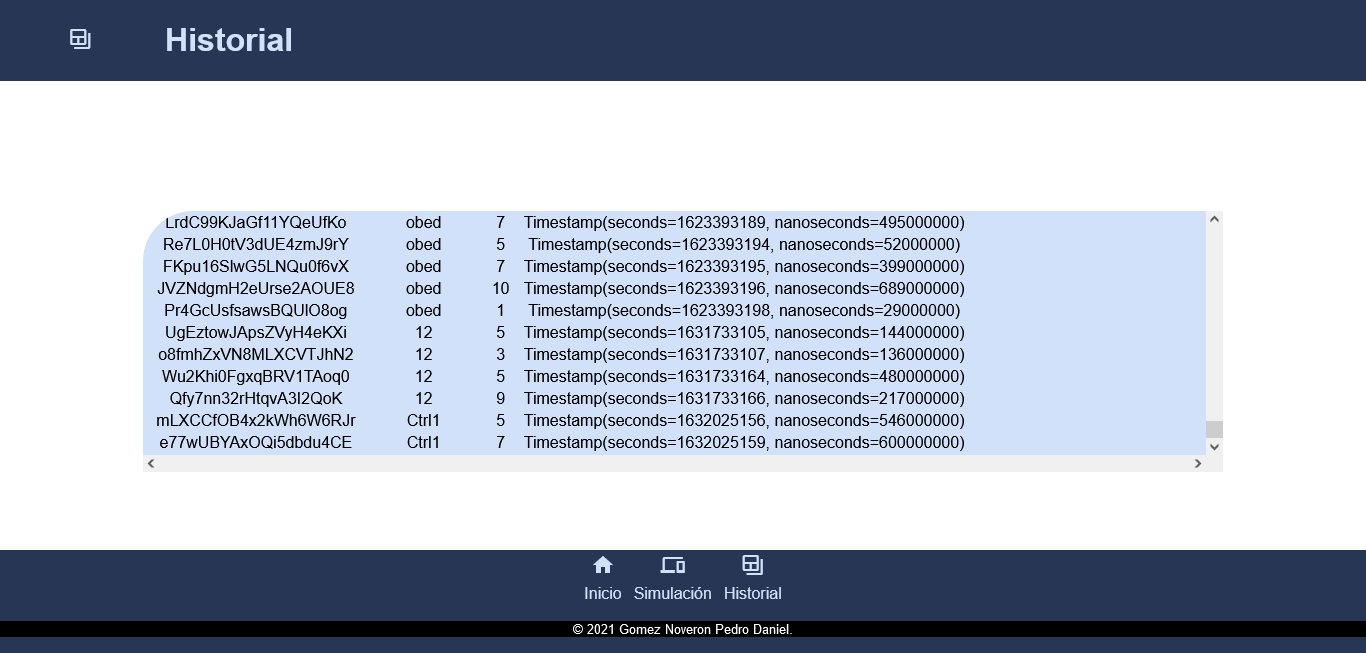 Historial
LrdC99KJaGf11YQeUfKo obed 7 Timestamp(seconds=1623393189, nanoseconds=495000000)
Re7L0H0tV3dUE4zmJ9rY obed 5 Timestamp(seconds=1623393194, nanoseconds=52000000)
FKpu16SlwG5LNQu0f6vX obed 7 Timestamp(seconds=1623393195, nanoseconds=399000000)
JVZNdgmH2eUrse2AOUE8 obed 10 Timestamp(seconds=1623393196, nanoseconds=689000000)
Pr4GcUsfsawsBQUlO8og obed 1 Timestamp(seconds=1623393198, nanoseconds=29000000)
UgEztowJApsZVyH4eKXi 12 5 Timestamp(seconds=1631733105, nanoseconds=144000000)
o8fmhZxVN8MLXCVTJhN2 12 3 Timestamp(seconds=1631733107, nanoseconds=136000000)
Wu2Khi0FgxqBRV1TAoq0 12 5 Timestamp(seconds=1631733164, nanoseconds=480000000)
Qfy7nn32rHtqvA3l2QoK 12 9 Timestamp(seconds=1631733166, nanoseconds=217000000)
mLXCCfOB4x2kWh6W6RJr Ctrl1 5 Timestamp(seconds=1632025156, nanoseconds=546000000)
e77wUBYAxOQi5dbdu4CE Ctrl1 7 Timestamp(seconds=1632025159, nanoseconds=600000000)
Inicio Simulación Historial
© 2021 Gomez Noveron Pedro Daniel.